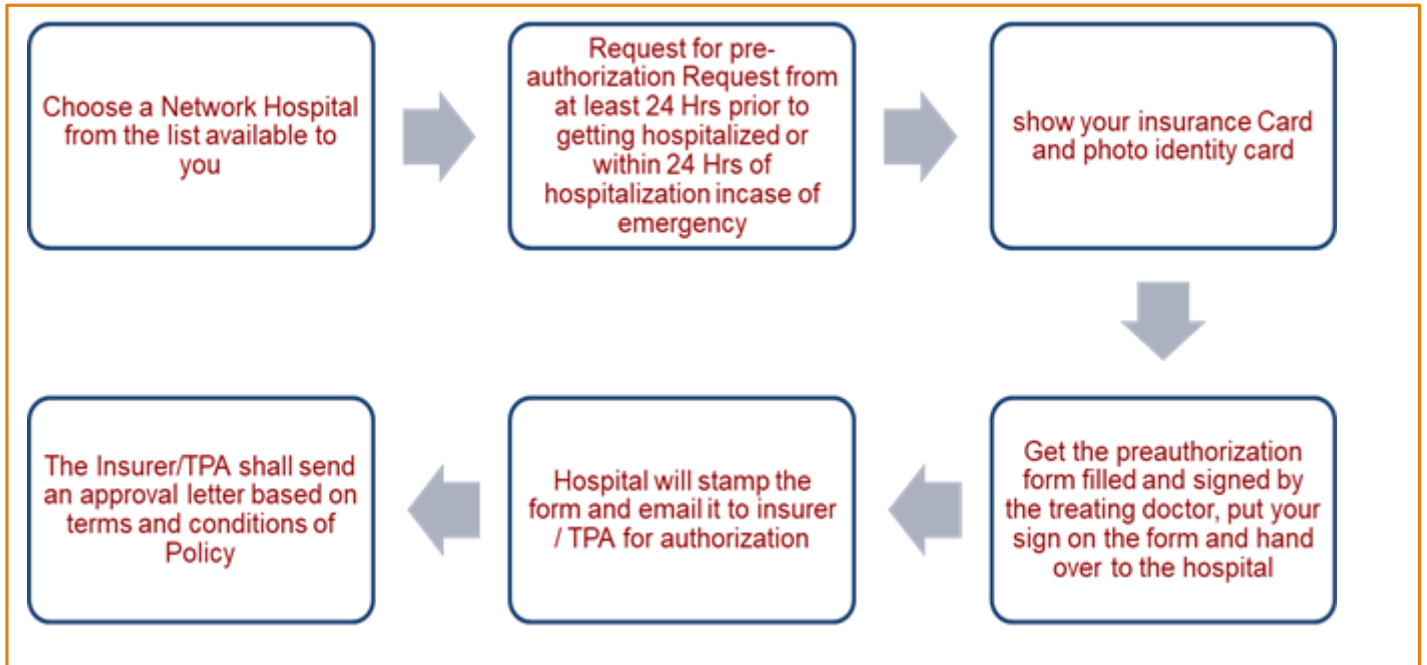 Choose a Network Hospital
from the list available to
you
Request for pre-
authorization Request from
at least 24 Hrs prior to
getting hospitalized or
within 24 Hrs of
hospitalization incase of
emergency
show your insurance Card
and photo identity card
Get the preauthorization
form filled and signed by
the treating doctor, put your
sign on the form and hand
over to the hospital
Hospital will stamp the
form and email it to insurer
/ TPA for authorization
The Insurer/TPA shall send
an approval letter based on
terms and conditions of
Policy